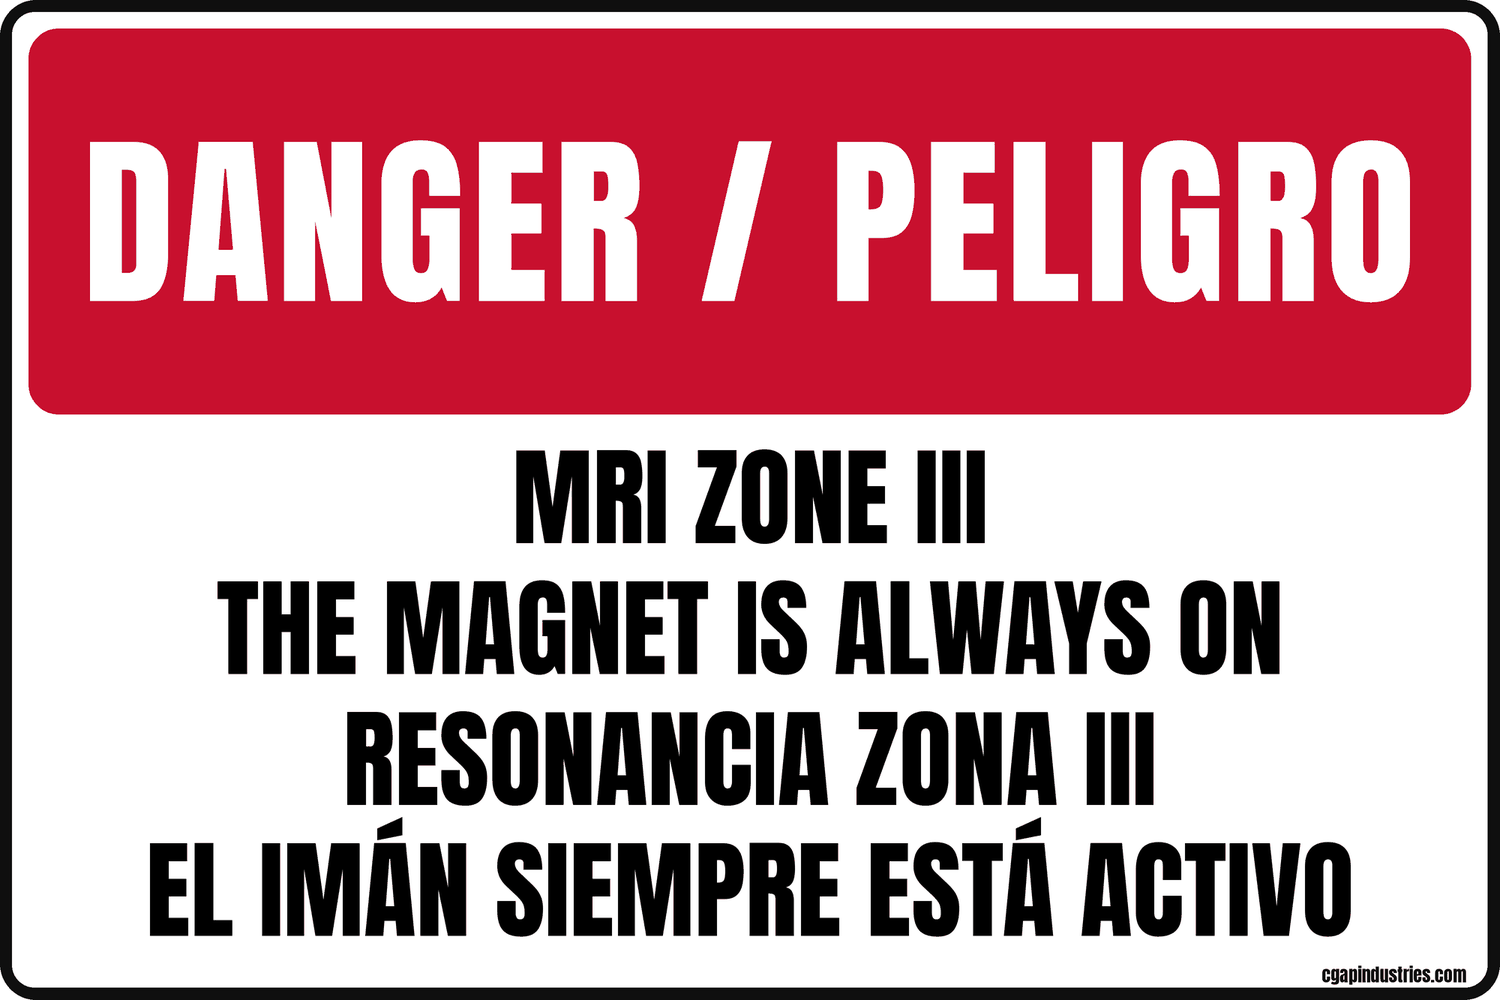 DANGER / PELIGRO
MRI ZONE III
THE MAGNET IS ALWAYS ON
RESONANCIA ZONA III
EL IMÁN SIEMPRE ESTÁ ACTIVO
cgapindustries.com